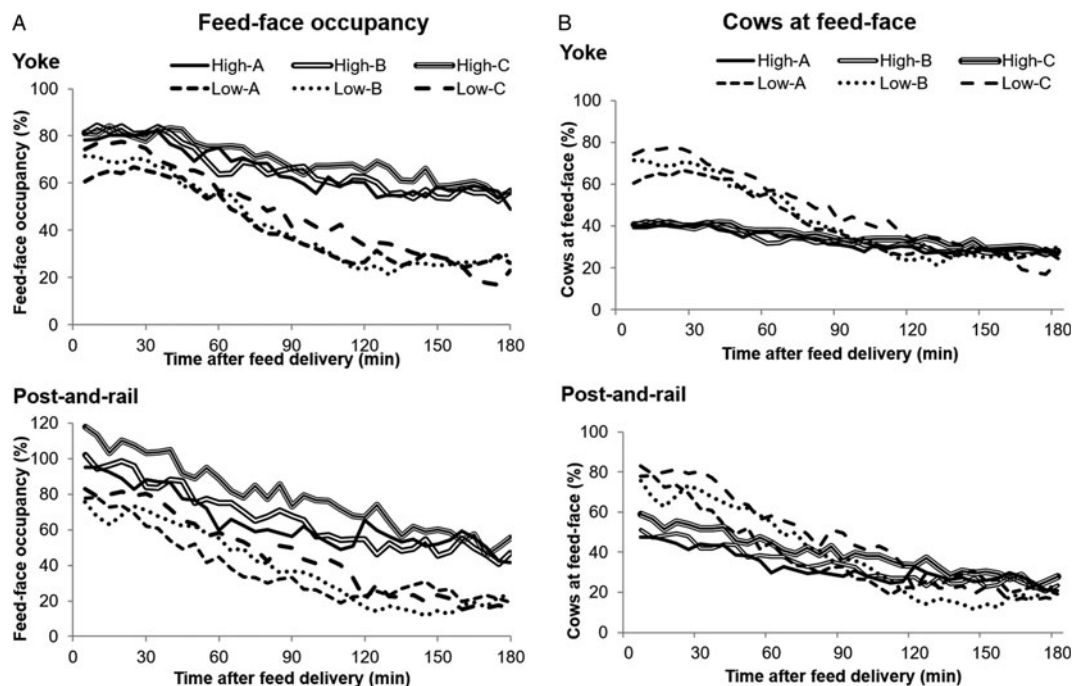 A
Feed-face occupancy
Yoke
High-A High-B High-C
Low-A Low-B Low-C
Feed-face occupancy (%)
100
80
60
40
20
0
0 30 60 90 120 150 180
Time after feed delivery (min)
Post-and-rail
Feed-face occupancy (%)
120
100
80
60
40
20
0
0 30 60 90 120 150 180
Time after feed delivery (min)
B
Cows at feed-face
Yoke
High-A High-B High-C
Low-A Low-B Low-C
Cows at feed-face (%)
100
80
60
40
20
0
0 30 60 90 120 150 180
Time after feed delivery (min)
Post-and-rail
Cows at feed-face (%)
100
80
60
40
20
0
0 30 60 90 120 150 180
Time after feed delivery (min)